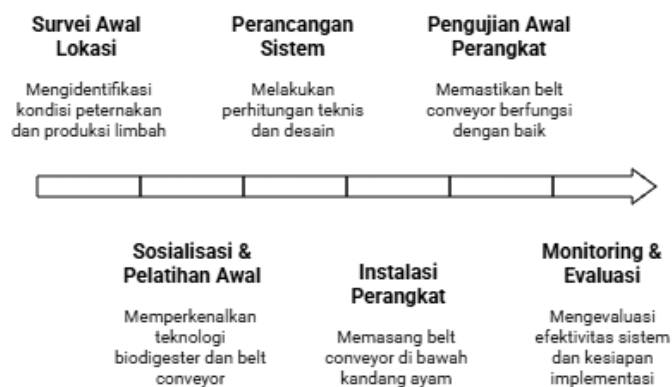 Survei Awal
Lokasi
Mengidentifikasi
kondisi peternakan
dan produksi limbah
Perancangan
Sistem
Melakukan
perhitungan teknis
dan desain
Pengujian Awal
Perangkat
Memastikan belt
conveyor berfungsi
dengan baik
Sosialisasi &
Pelatihan Awal
Memperkenalkan
teknologi
biodigester dan belt
conveyor
Instalasi
Perangkat
Memasang belt
conveyor di bawah
kandang ayam
Monitoring &
Evaluasi
Mengevaluasi
efektivitas sistem
dan kesiapan
implementasi